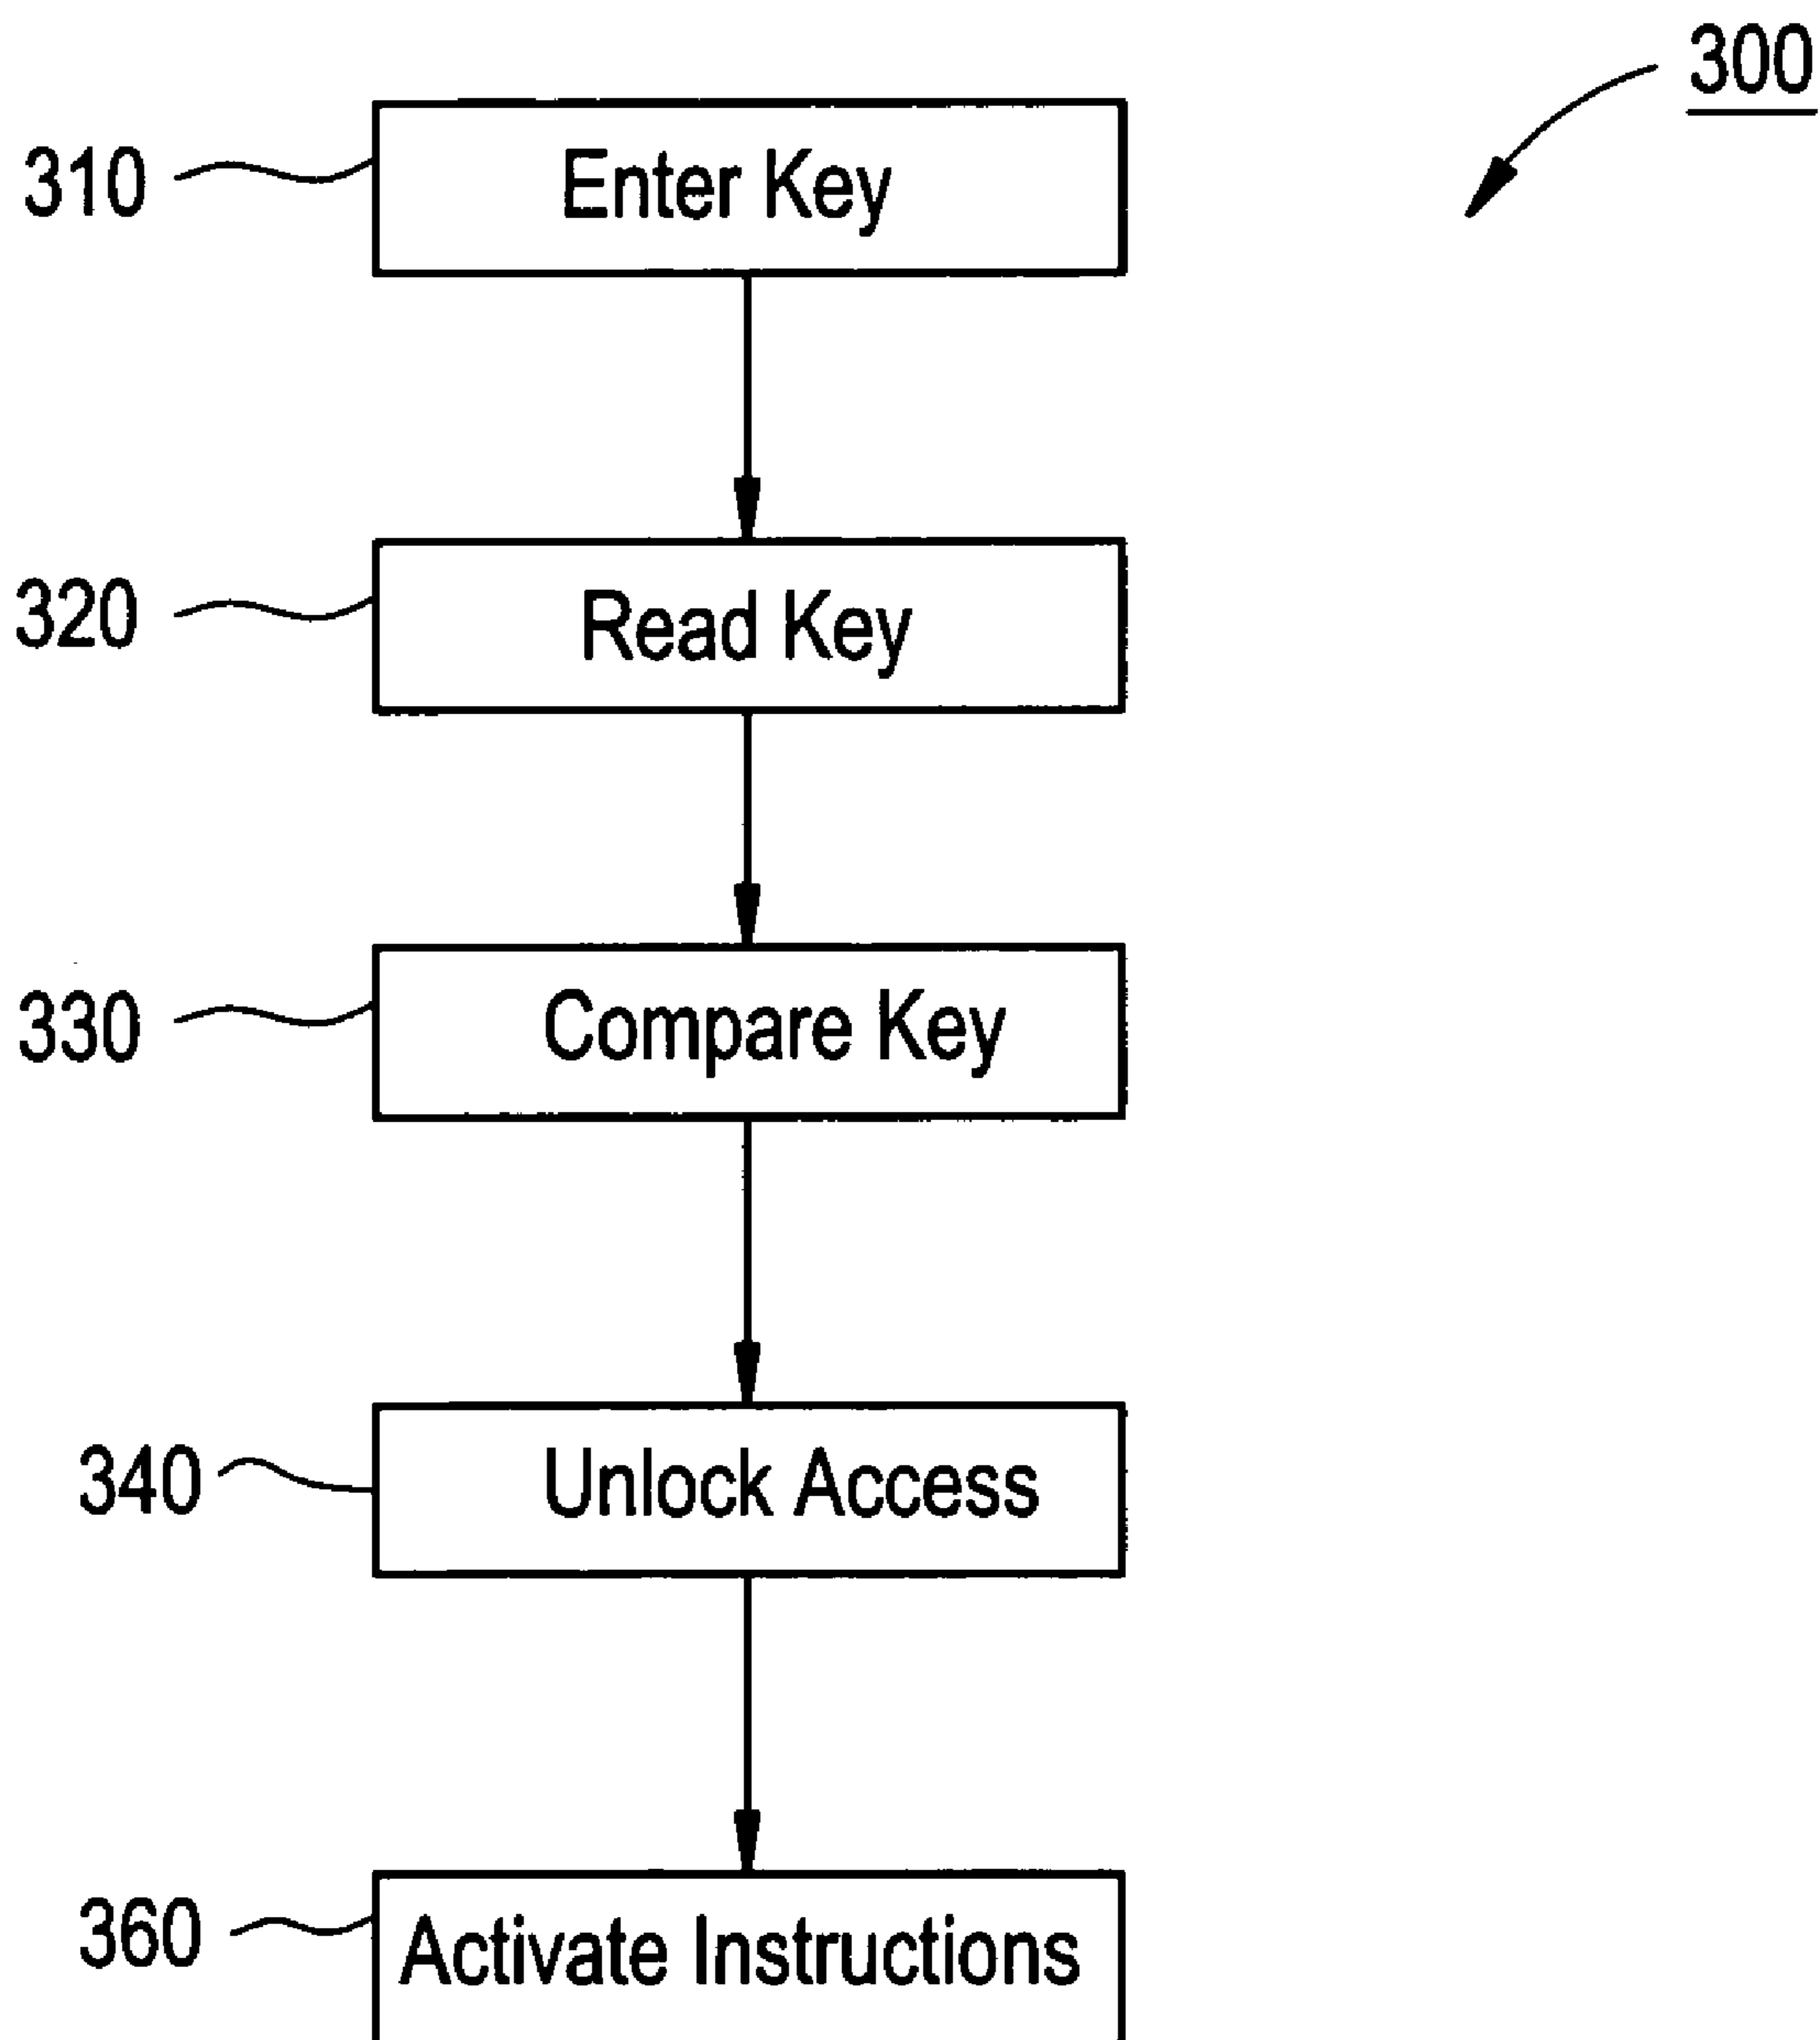 300
310
Enter Key
320
Read Key
330
Compare Key
340
Unlock Access
360
Activate Instructions